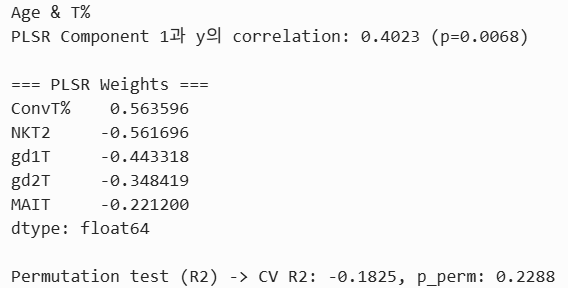 Age & T%
PLSR Component 1과 y의 correlation: 0.4023 (p=0.0068)
=== PLSR Weights ===
ConvT% 0.563596
NKT2 -0.561696
gd1T -0.443318
gd2T -0.348419
MAIT -0.221200
dtype: float64
Permutation test (R2) -> CV R2: -0.1825, p_perm: 0.2288